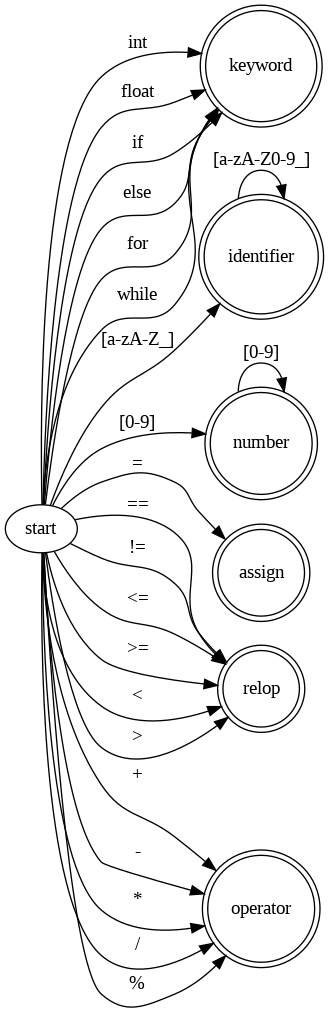 int
keyword
float
if
[a-zA-Z0-9_]
else
for
identifier
while
[a-zA-Z_]
[0-9]
[0-9]
number
=
==
start
!=
assign
<=
>=
relop
<
>
+
-
*
operator
/
%